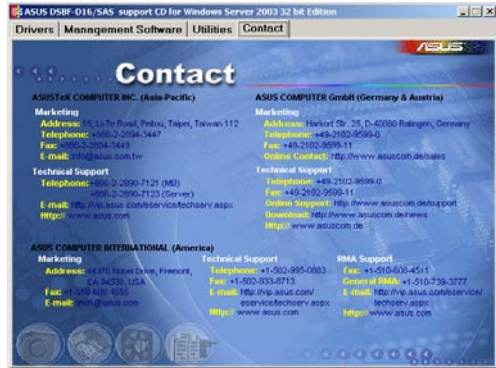 ASUS DSBF-D16/SAS support CD for Windows Server 2003 32 bit Edition
Drivers Management Software Utilities Contact
ASUS
Contact
ASUSTeK COMPUTER INC. (Asia-Pacific)
Marketing
Address: 15, Li-Te Road, Peitou, Taipei, Taiwan 112
Telephone: +886-2-2894-3447
Fax: +886-2-2894-3449
E-mail: info@asus.com.tw
Technical Support
Telephone: +886-2-2890-7121 (MB)
+886-2-2890-7123 (Server)
E-mail: http://vip.asus.com/eservice/techserv.aspx
Http:// www.asus.com
ASUS COMPUTER GmbH (Germany & Austria)
Marketing
Address: Harkort Str. 25, D-40880 Ratingen, Germany
Telephone: +49-2102-9599-0
Fax: +49-2102-9599-11
Online Contact: http://www.asuscom.de/sales
Technical Support
Telephone: +49-2102-9599-0
Fax: +49-2102-9599-11
Online Support: http://www.asuscom.de/support
Download: http://www.asuscom.de/news
Http:// www.asuscom.de
ASUS COMPUTER INTERNATIONAL (America)
Marketing
Address: 44370 Nobel Drive, Fremont,
CA 94538, USA
Fax:
E-mail:
Technical Support
Telephone: +1-502-995-0883
Fax: +1-502-933-8713
E-mail: http://vip.asus.com/
eservice/techserv.aspx
Http:// www.asus.com
RMA Support
Fax: +1-510-608-4511
General RMA: +1-510-739-3777
E-mail: http://vip.asus.com/eservice/
techserv.aspx
Http:// www.asus.com